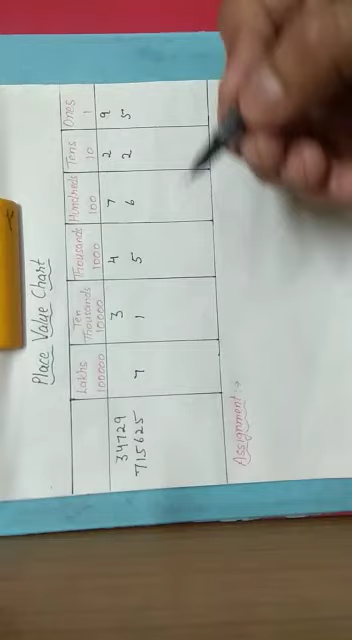 Place Value Chart
Lakhs Ten Thousands Thousands Hundreds Tens Ones
100000 10000 1000 100 10 1
34729 3 4 7 2 9
715625 7 1 5 6 2 5
Assignment :→